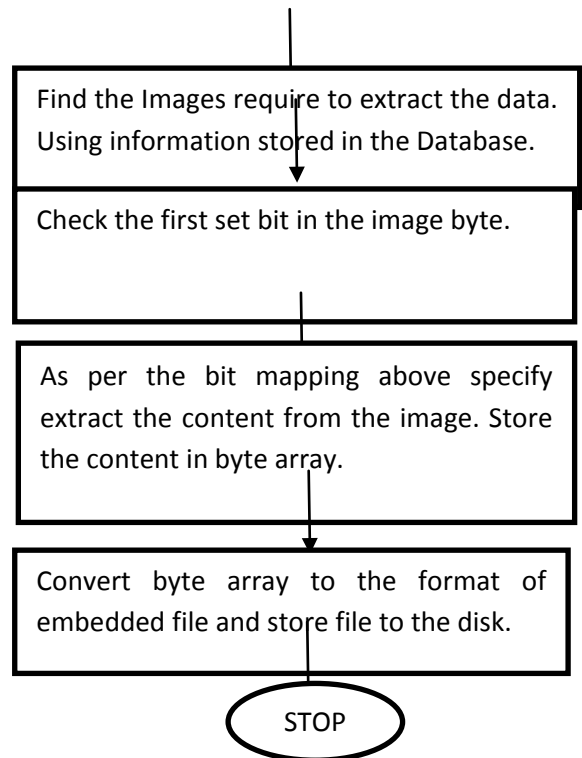 Find the Images require to extract the data.
Using information stored in the Database.
Check the first set bit in the image byte.
As per the bit mapping above specify
extract the content from the image. Store
the content in byte array.
Convert byte array to the format of
embedded file and store file to the disk.
STOP